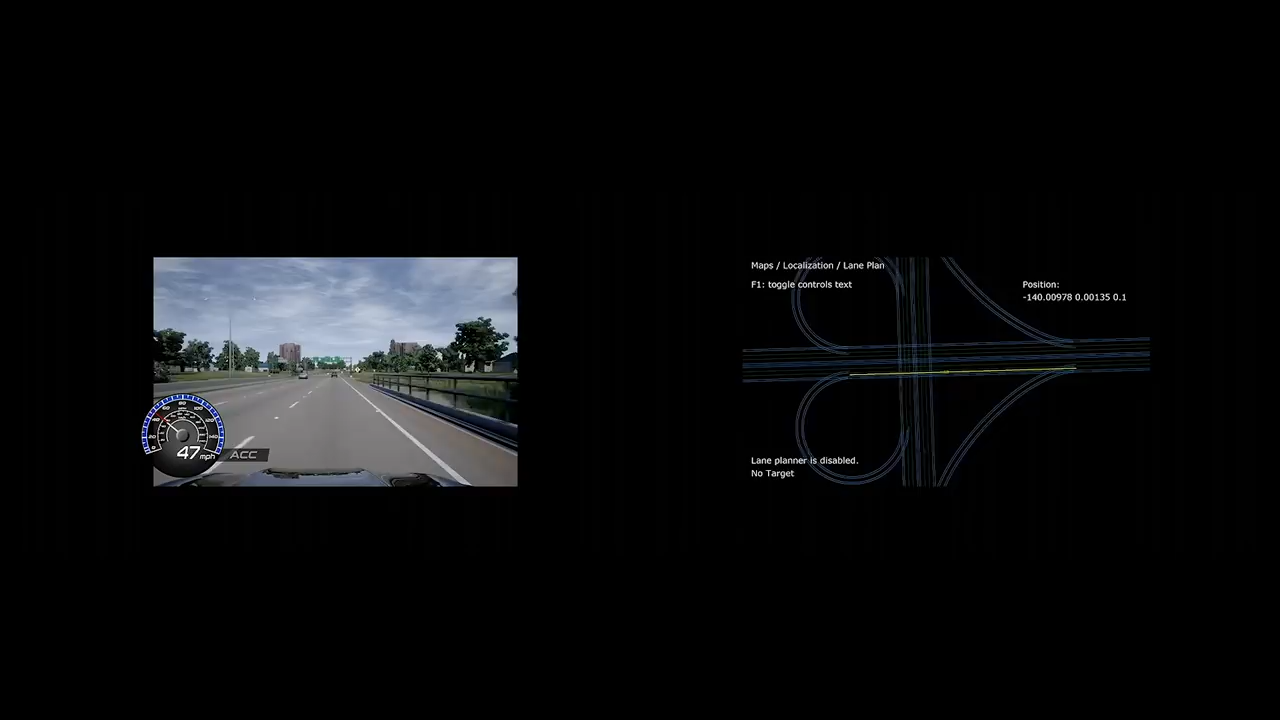 Maps / Localization / Lane Plan
F1: toggle controls text
Position:
-140.00978 0.00135 0.1
47 mph
ACC
Lane planner is disabled.
No Target